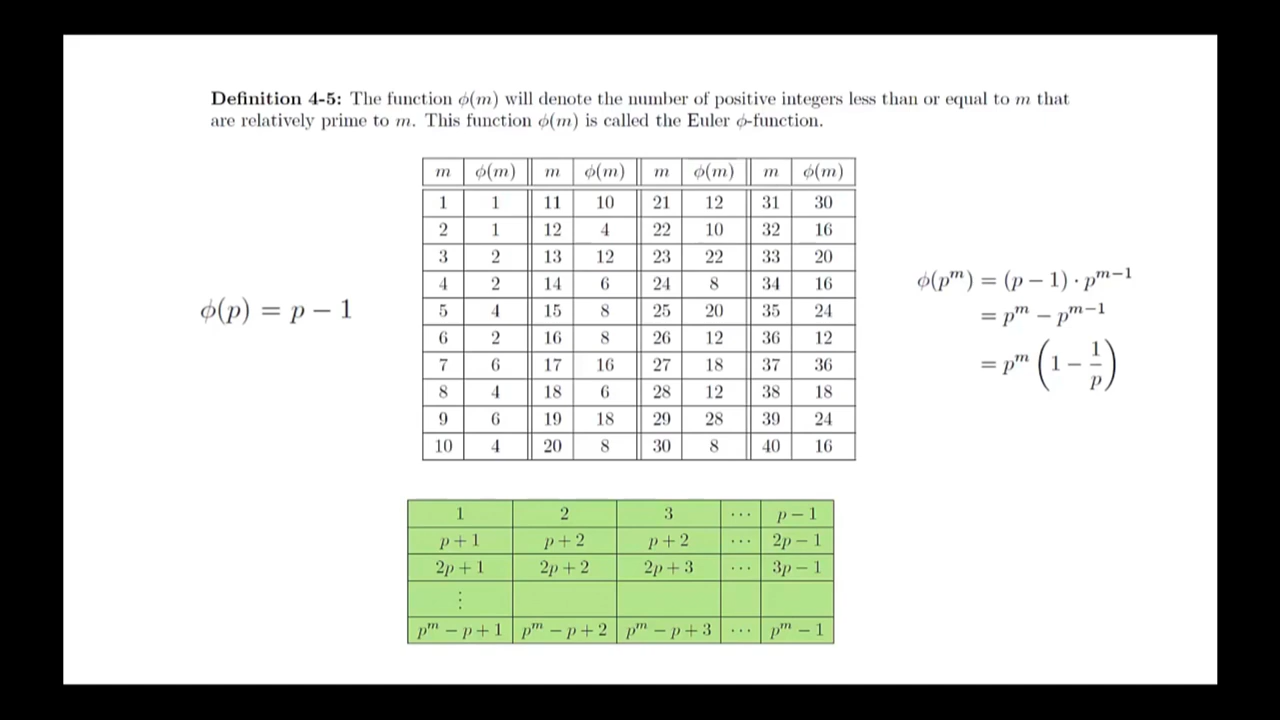 Definition 4-5: The function ϕ(m) will denote the number of positive integers less than or equal to m that
are relatively prime to m. This function ϕ(m) is called the Euler ϕ-function.
m ϕ(m) m ϕ(m) m ϕ(m) m ϕ(m)
1 1 11 10 21 12 31 30
2 1 12 4 22 10 32 16
3 2 13 12 23 22 33 20
4 2 14 6 24 8 34 16
5 4 15 8 25 20 35 24
6 2 16 8 26 12 36 12
7 6 17 16 27 18 37 36
8 4 18 6 28 12 38 18
9 6 19 18 29 28 39 24
10 4 20 8 30 8 40 16
ϕ(p) = p − 1
ϕ(p^m) = (p − 1) · p^{m−1}
= p^m − p^{m−1}
= p^m (1 − 1/p)
1 2 3 ··· p − 1
p + 1 p + 2 p + 2 ··· 2p − 1
2p + 1 2p + 2 2p + 3 ··· 3p − 1
⋮
p^m − p + 1 p^m − p + 2 p^m − p + 3 ··· p^m − 1